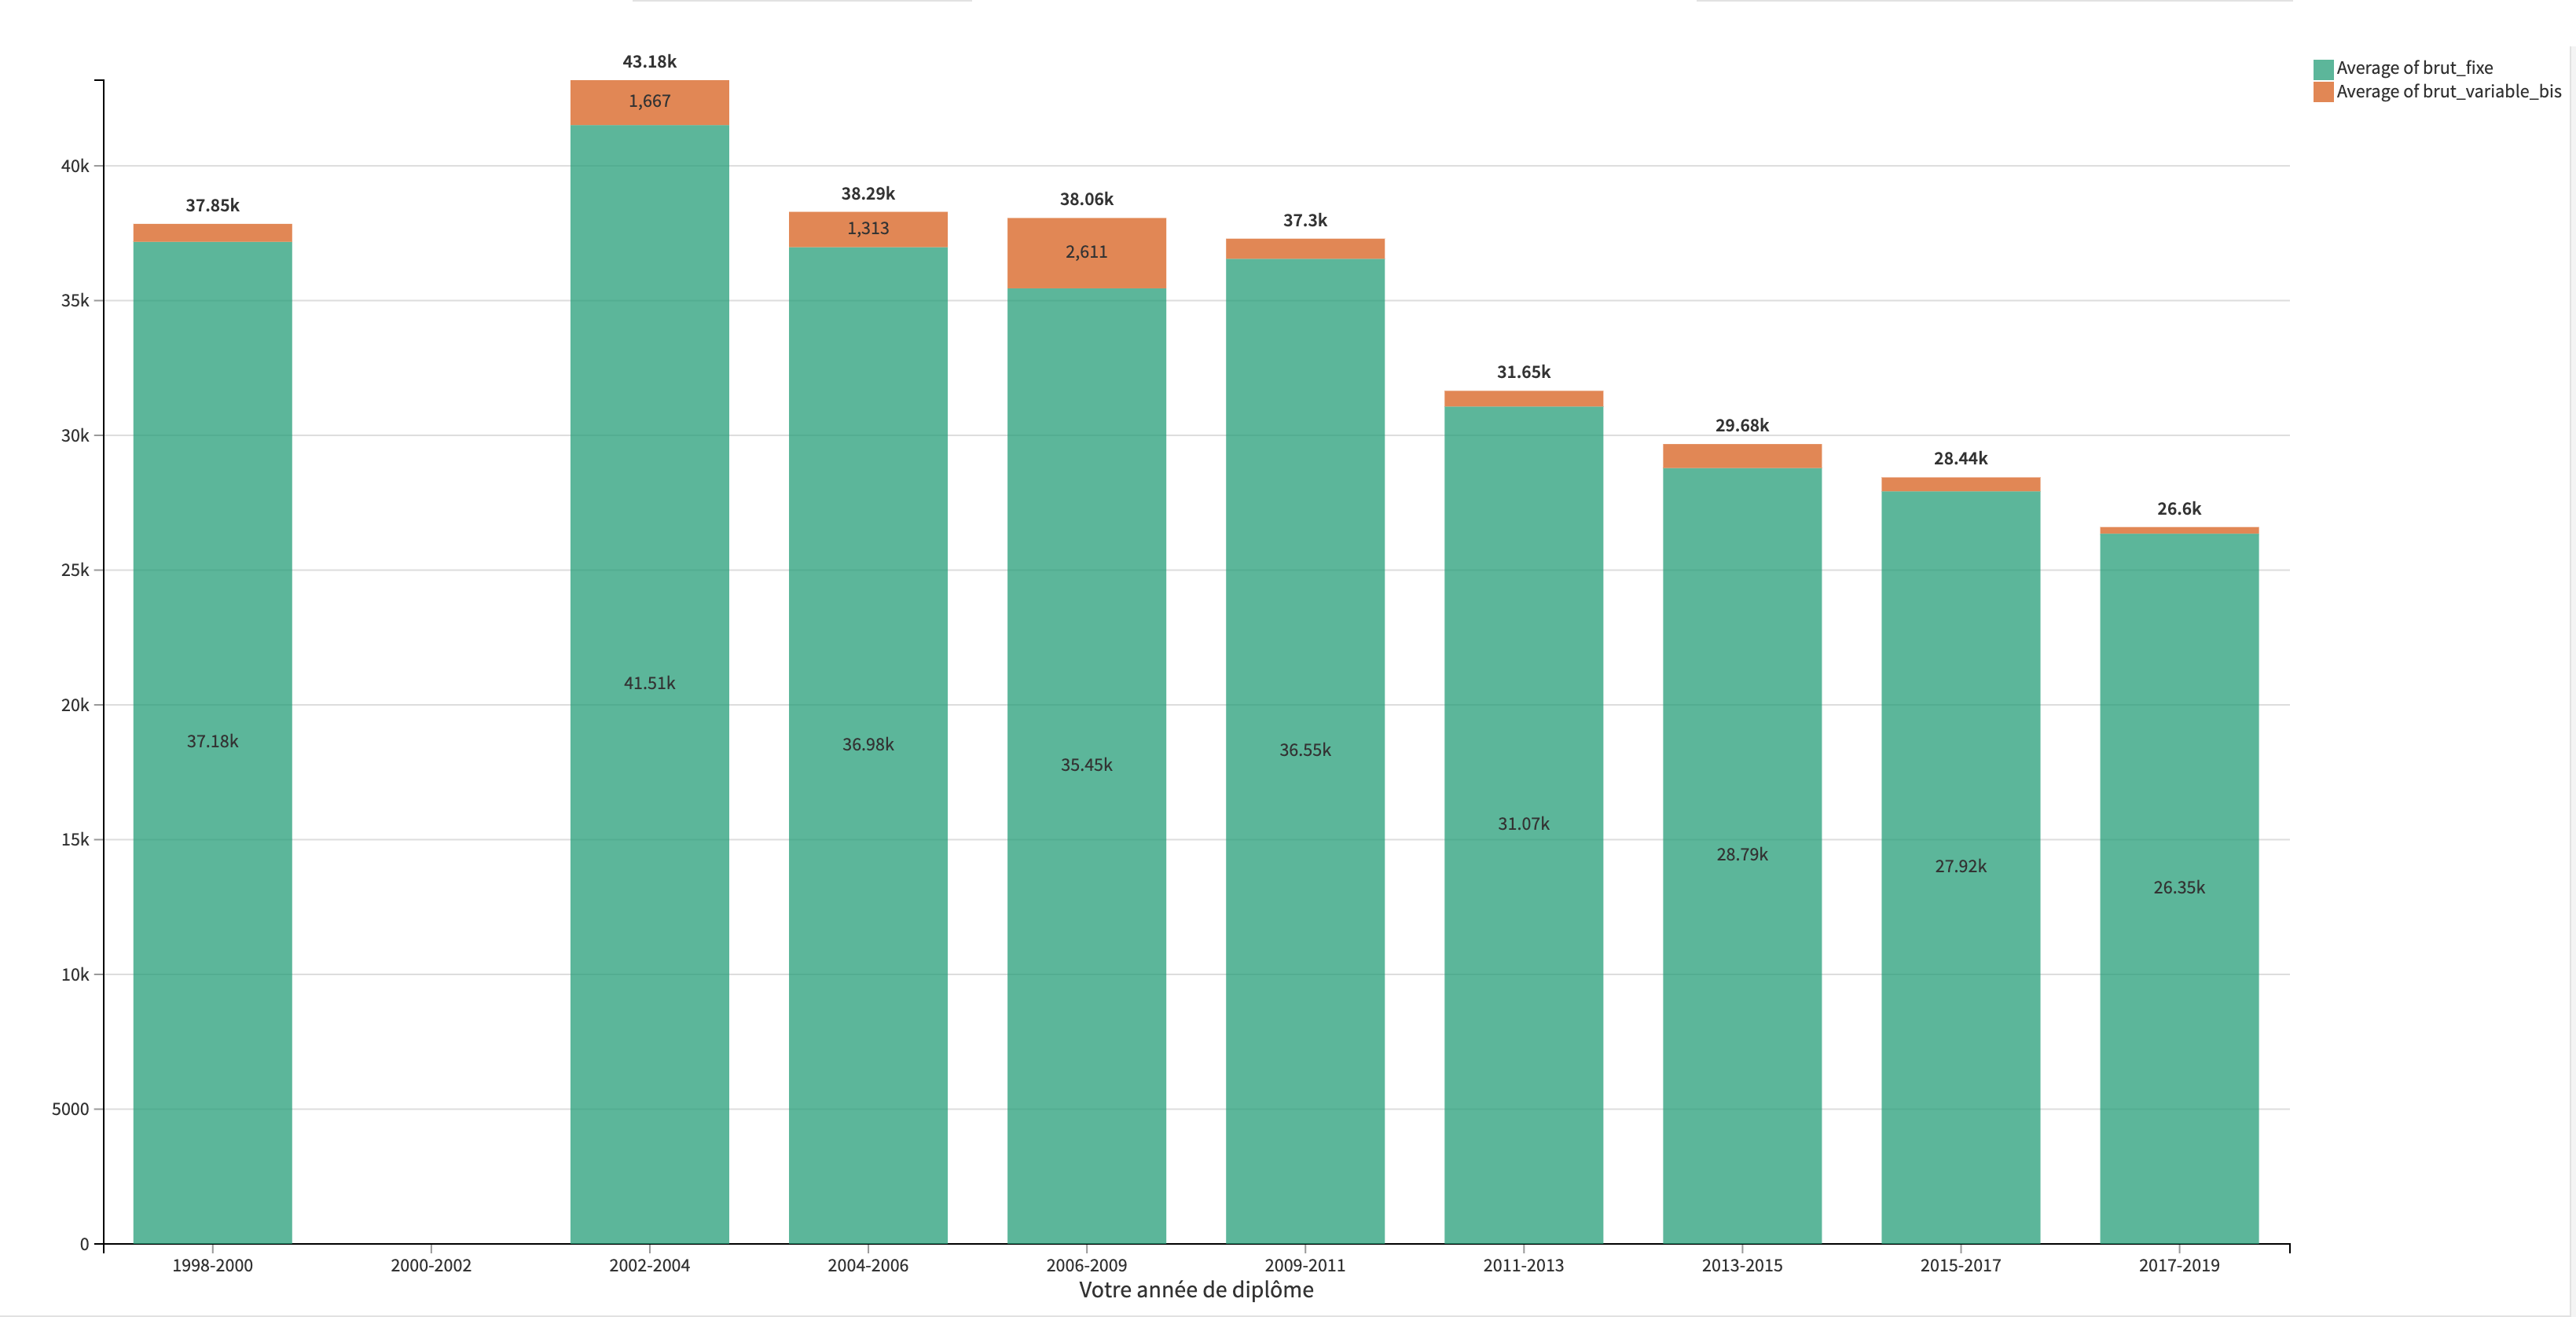 43.18k
Average of brut_fixe
Average of brut_variable_bis
1,667
40k
37.85k
38.29k
38.06k
37.3k
1,313
2,611
35k
31.65k
30k
29.68k
28.44k
26.6k
25k
41.51k
20k
37.18k
36.98k
35.45k
36.55k
31.07k
15k
28.79k
27.92k
26.35k
10k
5000
0
1998-2000 2000-2002 2002-2004 2004-2006 2006-2009 2009-2011 2011-2013 2013-2015 2015-2017 2017-2019
Votre année de diplôme